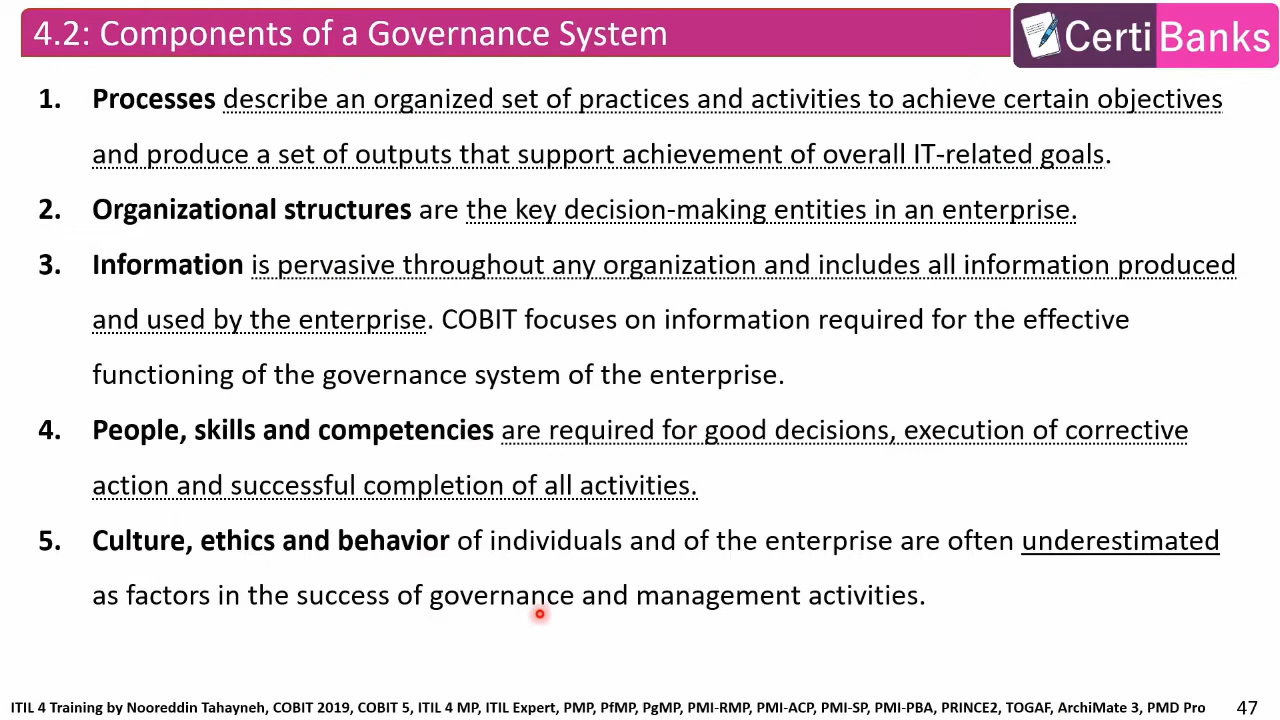 4.2: Components of a Governance System
Certi Banks
1. Processes describe an organized set of practices and activities to achieve certain objectives
and produce a set of outputs that support achievement of overall IT-related goals.
2. Organizational structures are the key decision-making entities in an enterprise.
3. Information is pervasive throughout any organization and includes all information produced
and used by the enterprise. COBIT focuses on information required for the effective
functioning of the governance system of the enterprise.
4. People, skills and competencies are required for good decisions, execution of corrective
action and successful completion of all activities.
5. Culture, ethics and behavior of individuals and of the enterprise are often underestimated
as factors in the success of governance and management activities.
ITIL 4 Training by Nooreddin Tahayneh, COBIT 2019, COBIT 5, ITIL 4 MP, ITIL Expert, PMP, PfMP, PgMP, PMI-RMP, PMI-ACP, PMI-SP, PMI-PBA, PRINCE2, TOGAF, ArchiMate 3, PMD Pro 47